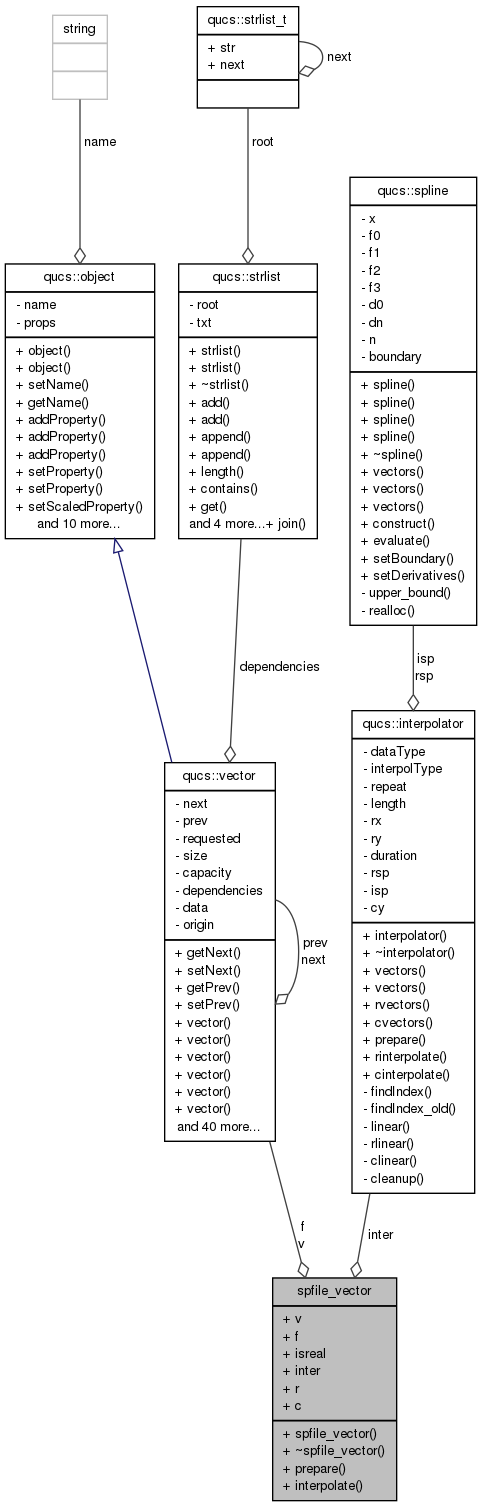 string
name
qucs::strlist_t
+ str
+ next
next
root
qucs::object
- name
- props
+ object()
+ object()
+ setName()
+ getName()
+ addProperty()
+ addProperty()
+ addProperty()
+ setProperty()
+ setProperty()
+ setScaledProperty()
and 10 more...
qucs::strlist
- root
- txt
+ strlist()
+ strlist()
+ ~strlist()
+ add()
+ add()
+ append()
+ append()
+ length()
+ contains()
+ get()
and 4 more...+ join()
qucs::spline
- x
- f0
- f1
- f2
- f3
- d0
- dn
- n
- boundary
+ spline()
+ spline()
+ spline()
+ spline()
+ ~spline()
+ vectors()
+ vectors()
+ vectors()
+ construct()
+ evaluate()
+ setBoundary()
+ setDerivatives()
- upper_bound()
- realloc()
dependencies
isp
rsp
qucs::vector
- next
- prev
- requested
- size
- capacity
- dependencies
- data
- origin
+ getNext()
+ setNext()
+ getPrev()
+ setPrev()
+ vector()
+ vector()
+ vector()
+ vector()
+ vector()
+ vector()
and 40 more...
prev
next
qucs::interpolator
- dataType
- interpolType
- repeat
- length
- rx
- ry
- duration
- rsp
- isp
- cy
+ interpolator()
+ ~interpolator()
+ vectors()
+ vectors()
+ rvectors()
+ cvectors()
+ prepare()
+ rinterpolate()
+ cinterpolate()
- findIndex()
- findIndex_old()
- linear()
- rlinear()
- clinear()
- cleanup()
f
v
inter
spfile_vector
+ v
+ f
+ isreal
+ inter
+ r
+ c
+ spfile_vector()
+ ~spfile_vector()
+ prepare()
+ interpolate()